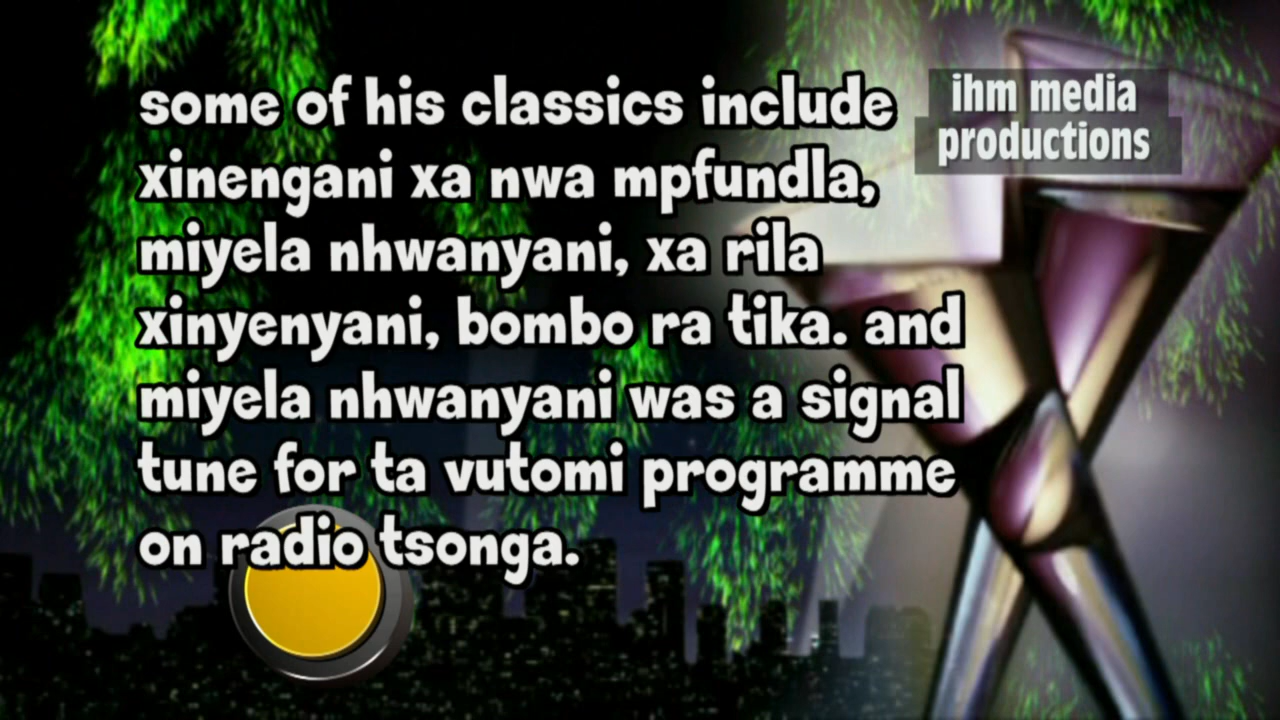 some of his classics include
xinengani xa nwa mpfundla,
miyela nhwanyani, xa rila
xinyenyani, bombo ra tika. and
miyela nhwanyani was a signal
tune for ta vutomi programme
on radio tsonga.
ihm media
productions